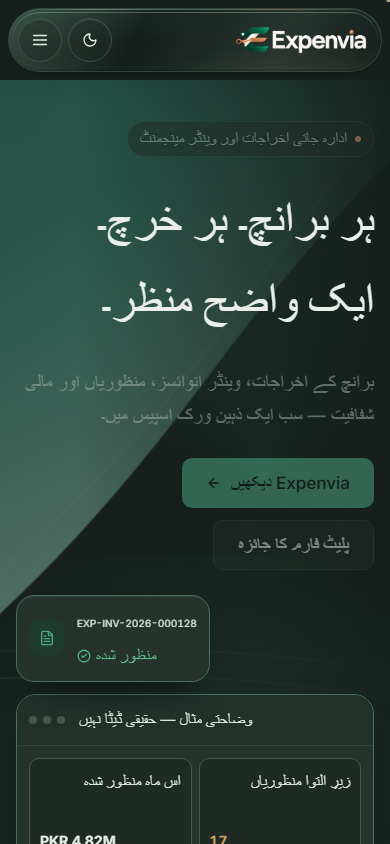 Expenvia
ادارہ جاتی اخراجات اور وینڈر مینجمنٹ
ہر برانچ۔ ہر خرچ۔
ایک واضح منظر۔
برانچ کے اخراجات، وینڈر انوائسز، منظوریاں اور مالی
شفافیت — سب ایک ذہین ورک اسپیس میں۔
Expenvia دیکھیں ←
پلیٹ فارم کا جائزہ
EXP-INV-2026-000128
منظور شدہ
وضاحتی مثال — حقیقی ڈیٹا نہیں
زیرِ التوا منظوریاں
17
اس ماہ منظور شدہ
PKR 4.82M